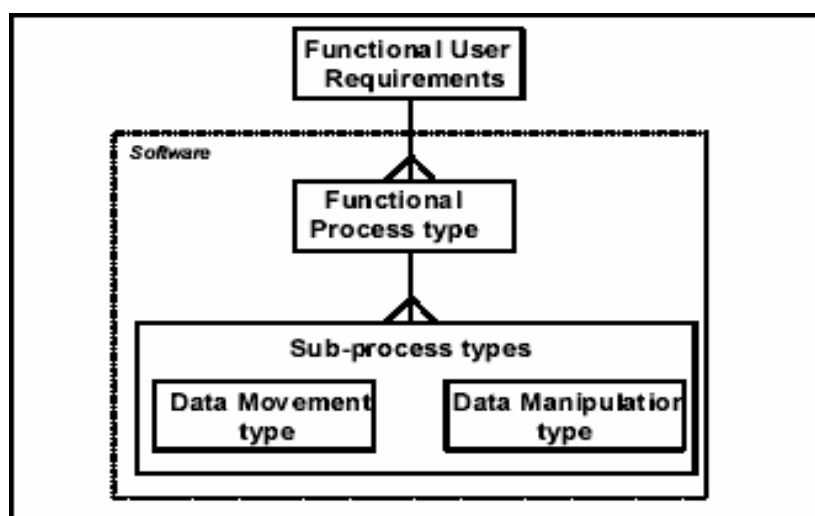 Functional User
Requirements
Software
Functional
Process type
Sub-process types
Data Movement
type
Data Manipulation
type